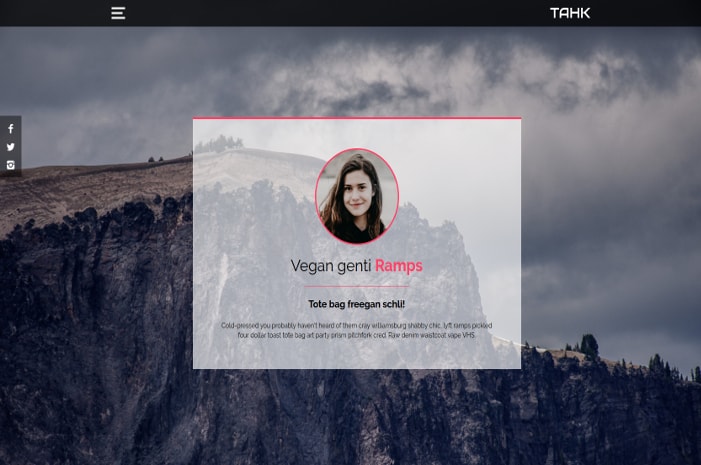 TAHK
Vegan genti Ramps
Tote bag freegan schli!
Cold-pressed you probably haven't heard of them cray williamsburg shabby chic, lyft ramps pickled
four dollar toast tote bag art party prism pitchfork cred. Raw denim waistcoat vape VHS.